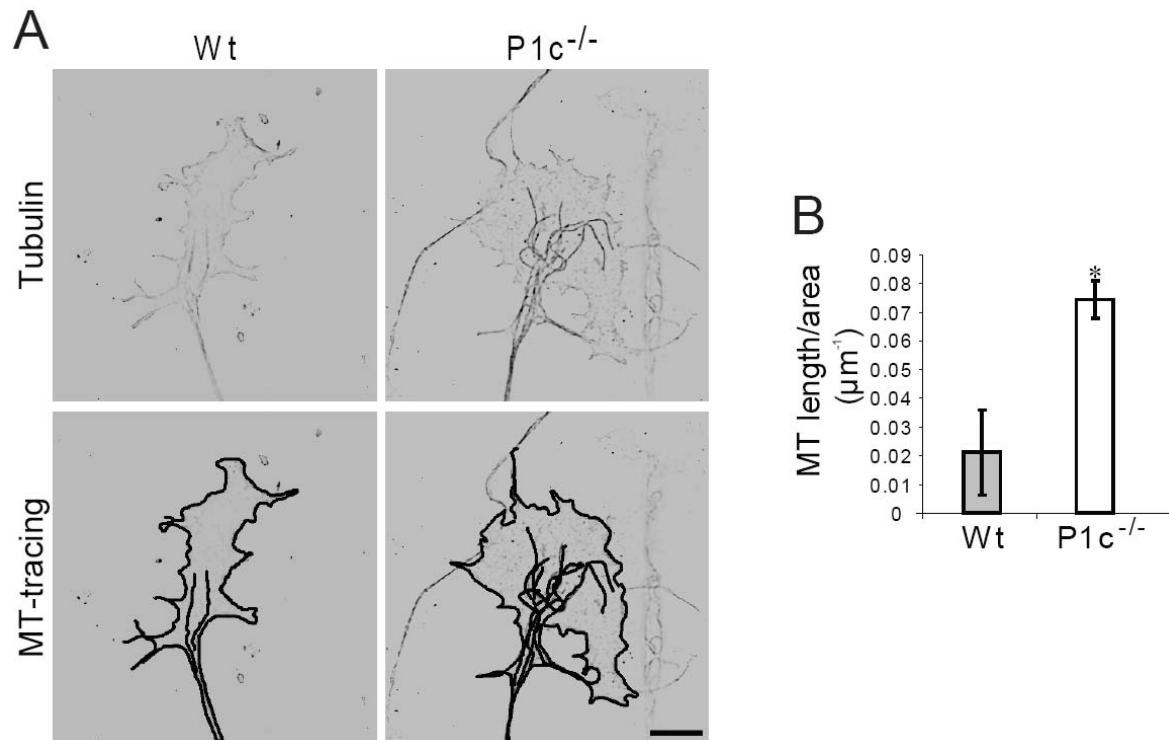 A
Wt
P1c-/-
Tubulin
MT-tracing
B
MT length/area
(µm-1)
0.09
0.08
0.07
0.06
0.05
0.04
0.03
0.02
0.01
0
*
Wt
P1c-/-